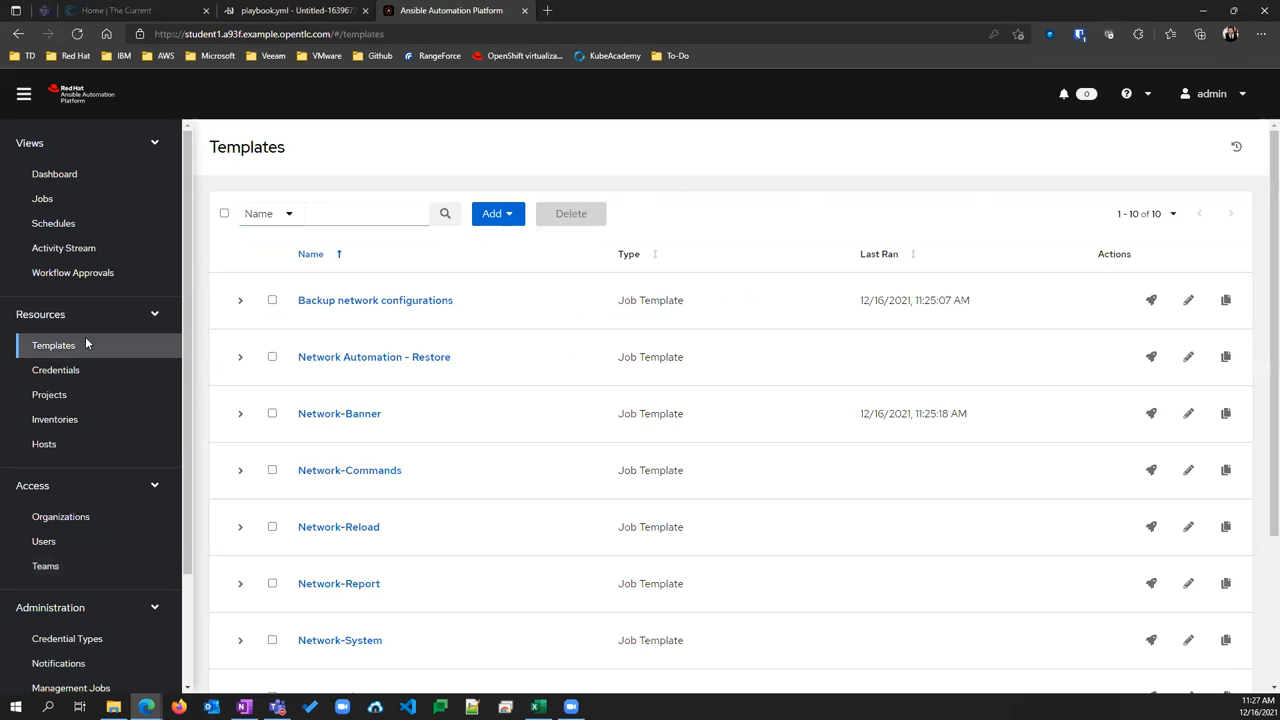 Home | The Current
playbook.yml - Untitled-163967
Ansible Automation Platform
https://student1.a93f.example.opentlc.com/#/templates
TD
Red Hat
IBM
AWS
Microsoft
Veeam
VMware
Github
RangeForce
OpenShift virtualiza...
KubeAcademy
To-Do
Red Hat
Ansible Automation
Platform
0
admin
Views
Dashboard
Jobs
Schedules
Activity Stream
Workflow Approvals
Resources
Templates
Credentials
Projects
Inventories
Hosts
Access
Organizations
Users
Teams
Administration
Credential Types
Notifications
Management Jobs
Templates
Name
Add
Delete
1 - 10 of 10
Name Type Last Ran Actions
Backup network configurations Job Template 12/16/2021, 11:25:07 AM
Network Automation - Restore Job Template
Network-Banner Job Template 12/16/2021, 11:25:18 AM
Network-Commands Job Template
Network-Reload Job Template
Network-Report Job Template
Network-System Job Template
11:27 AM
12/16/2021